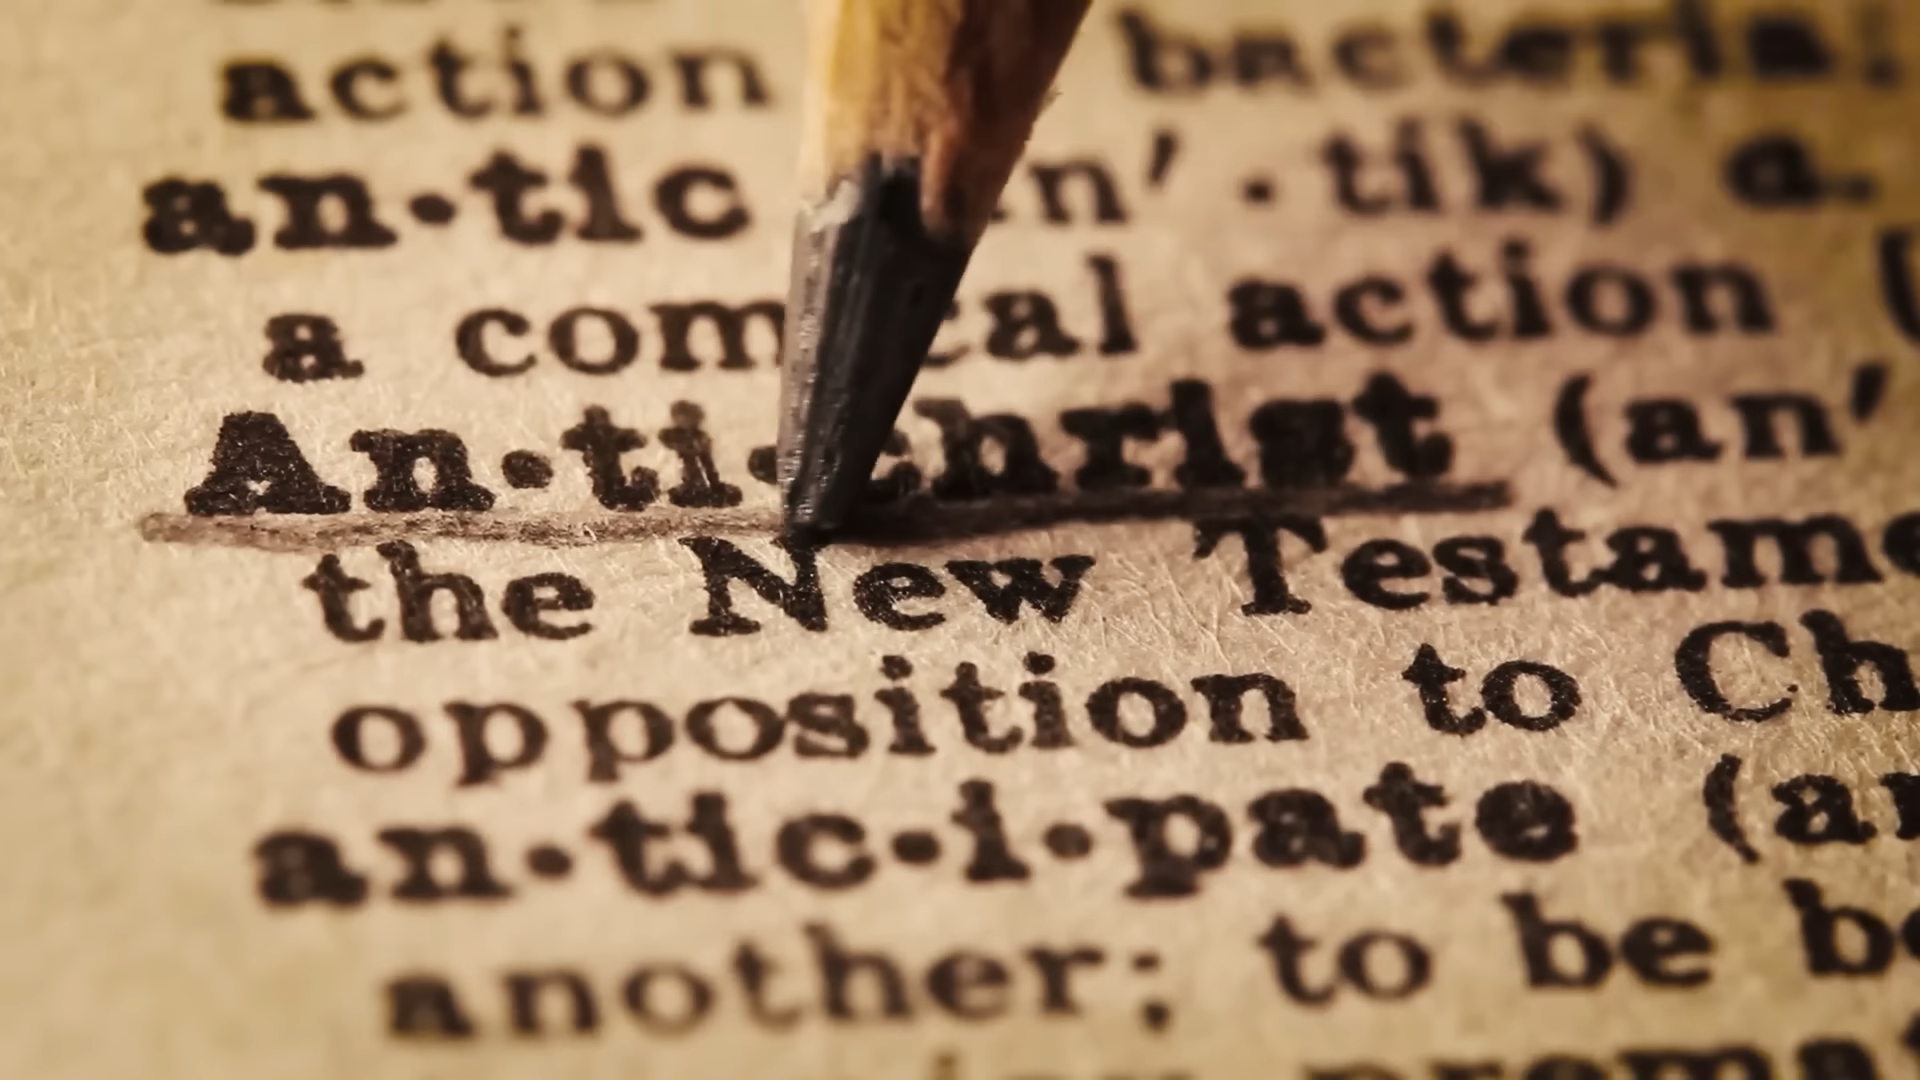 action bacteria;
an·tic n′·tik) a.
a com cal action (
An·ti·christ (an′
the New Testame
opposition to Ch
an·tic·i·pate (an
another; to be be